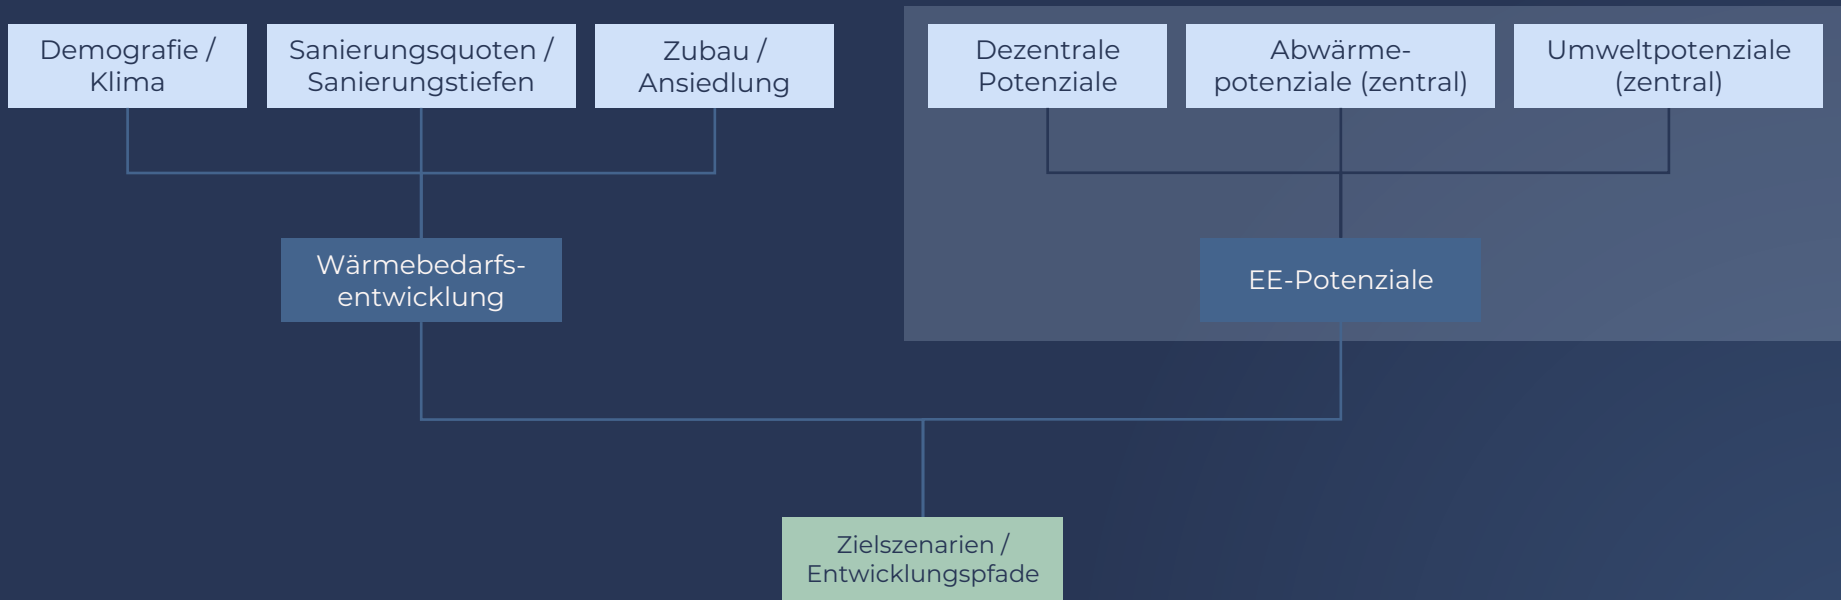 Demografie /
Klima
Sanierungsquoten /
Sanierungstiefen
Zubau /
Ansiedlung
Dezentrale
Potenziale
Abwärme-
potenziale (zentral)
Umweltpotenziale
(zentral)
Wärmebedarfs-
entwicklung
EE-Potenziale
Zielszenarien /
Entwicklungspfade